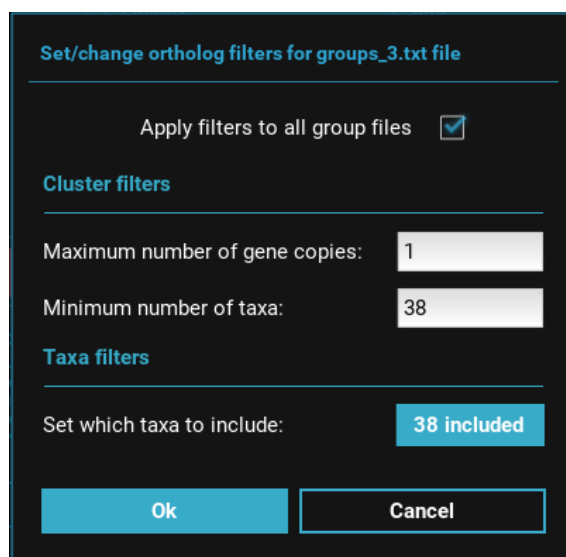 Set/change ortholog filters for groups_3.txt file
Apply filters to all group files
Cluster filters
Maximum number of gene copies: 1
Minimum number of taxa: 38
Taxa filters
Set which taxa to include: 38 included
Ok Cancel